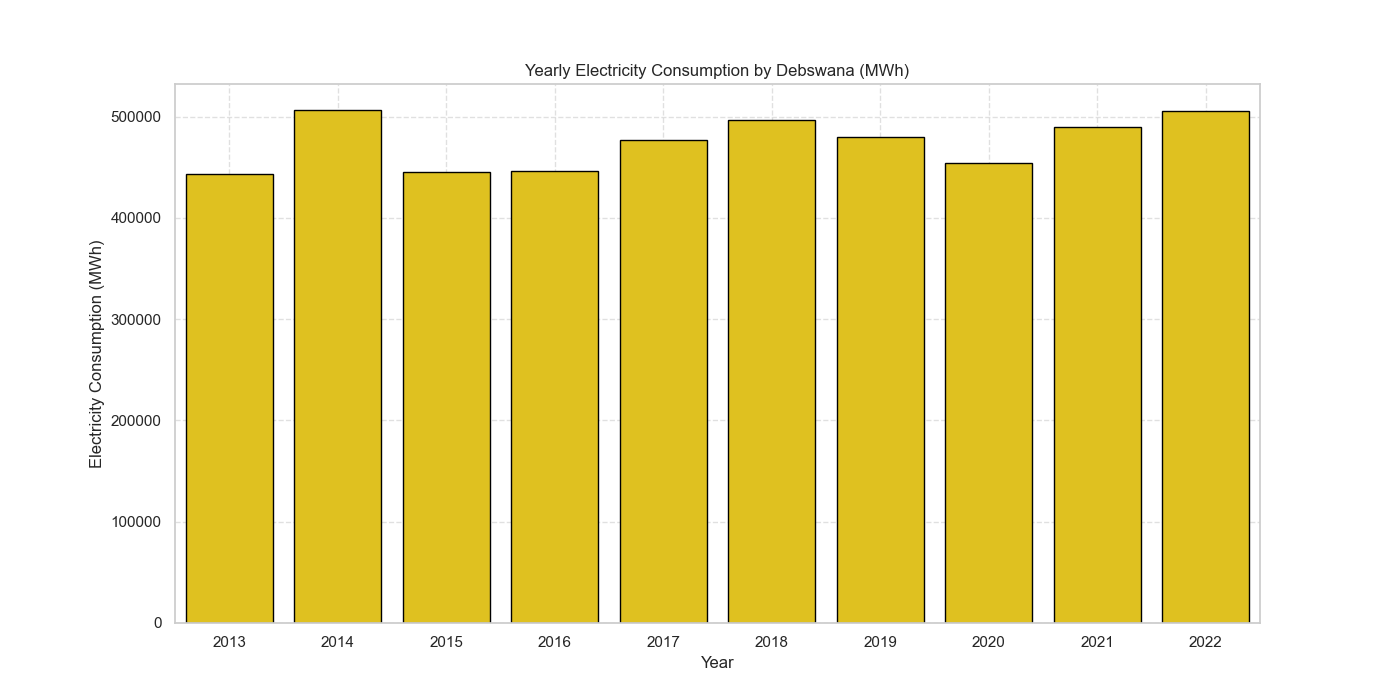 Yearly Electricity Consumption by Debswana (MWh)
Electricity Consumption (MWh)
500000
400000
300000
200000
100000
0
2013 2014 2015 2016 2017 2018 2019 2020 2021 2022
Year